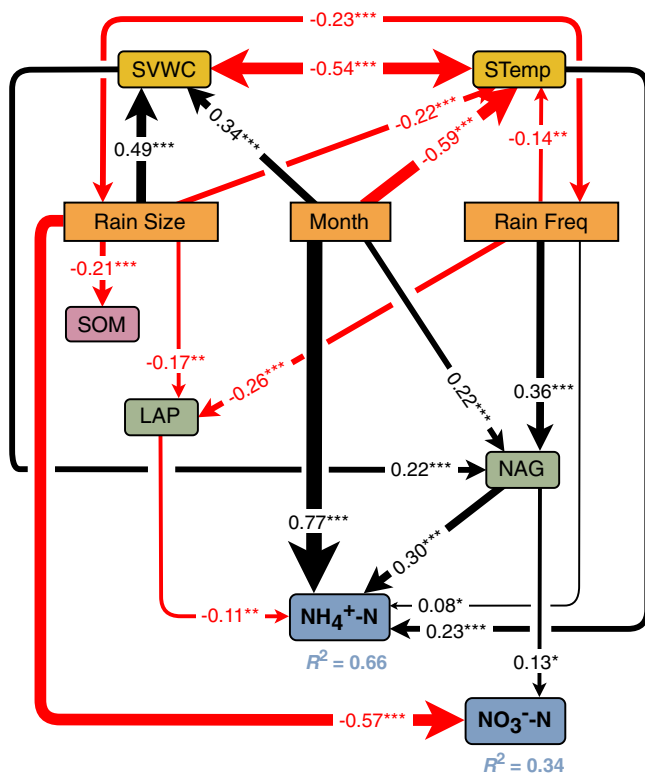 -0.23***
SVWC
-0.54***
STemp
0.49***
0.34***
-0.22***
-0.59***
-0.14**
Rain Size
Month
Rain Freq
-0.21***
SOM
-0.17**
-0.26***
0.22***
0.36***
LAP
0.22***
NAG
0.77***
0.30***
-0.11**
NH₄⁺-N
0.08*
0.23***
R² = 0.66
0.13*
-0.57***
NO₃⁻-N
R² = 0.34